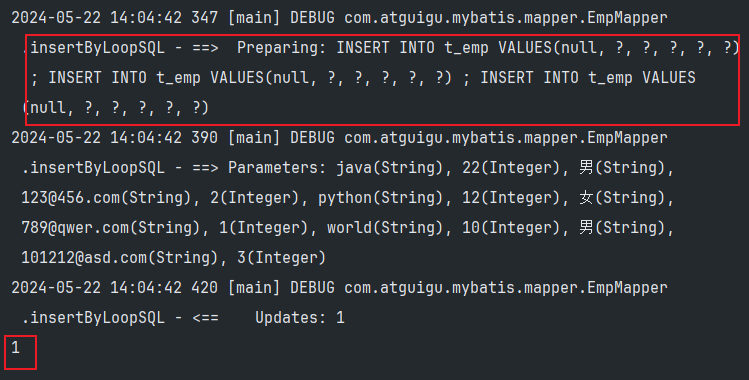 2024-05-22 14:04:42 347 [main] DEBUG com.atguigu.mybatis.mapper.EmpMapper
.insertByLoopSQL - ==>  Preparing: INSERT INTO t_emp VALUES(null, ?, ?, ?, ?, ?)
; INSERT INTO t_emp VALUES(null, ?, ?, ?, ?, ?) ; INSERT INTO t_emp VALUES
(null, ?, ?, ?, ?, ?)
2024-05-22 14:04:42 390 [main] DEBUG com.atguigu.mybatis.mapper.EmpMapper
.insertByLoopSQL - ==> Parameters: java(String), 22(Integer), 男(String),
123@456.com(String), 2(Integer), python(String), 12(Integer), 女(String),
789@qwer.com(String), 1(Integer), world(String), 10(Integer), 男(String),
101212@asd.com(String), 3(Integer)
2024-05-22 14:04:42 420 [main] DEBUG com.atguigu.mybatis.mapper.EmpMapper
.insertByLoopSQL - <==    Updates: 1
1